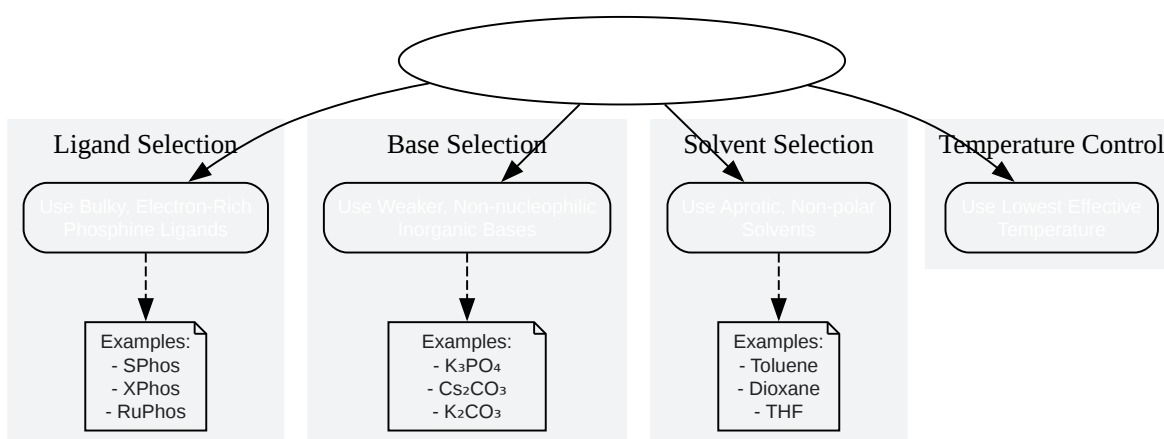 Ligand Selection
Use Bulky, Electron-Rich
Phosphine Ligands
Examples:
- SPhos
- XPhos
- RuPhos
Base Selection
Use Weaker, Non-nucleophilic
Inorganic Bases
Examples:
- K₃PO₄
- Cs₂CO₃
- K₂CO₃
Solvent Selection
Use Aprotic, Non-polar
Solvents
Examples:
- Toluene
- Dioxane
- THF
Temperature Control
Use Lowest Effective
Temperature